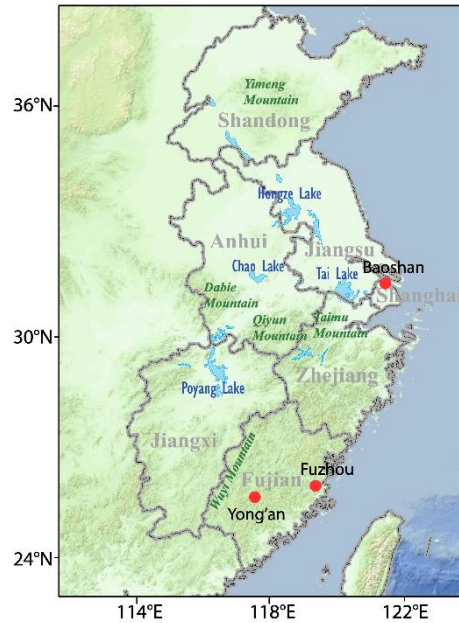 36°N
Yimeng
Mountain
Shandong
Hongze Lake
Anhui
Jiangsu
Chao Lake
Tai Lake
Baoshan
Shanghai
Dabie
Mountain
Qiyun
Mountain
Taimu
Mountain
30°N
Zhejiang
Poyang Lake
Jiangxi
Wuyi Mountain
Fujian
Fuzhou
Yong'an
24°N
114°E
118°E
122°E